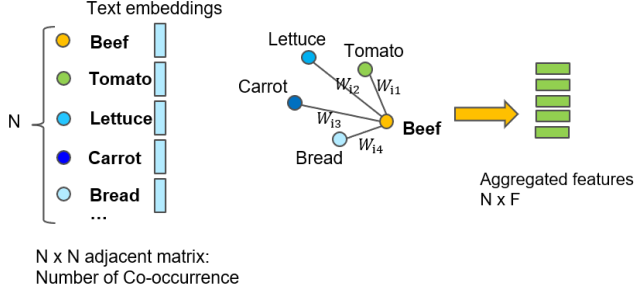 Text embeddings
Beef
Tomato
N
Lettuce
Carrot
Bread
...
N x N adjacent matrix:
Number of Co-occurrence
Lettuce
Tomato
Carrot
W_i2
W_i1
W_i3
Beef
Bread
W_i4
Aggregated features
N x F